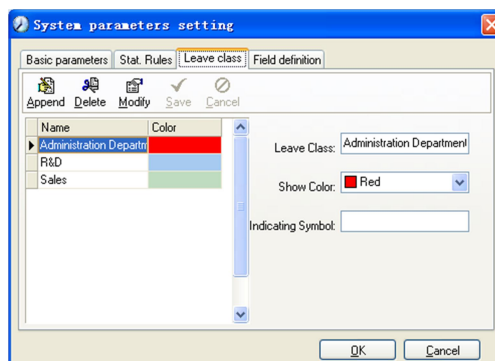 System parameters setting
Basic parameters Stat. Rules Leave class Field definition
Append Delete Modify Save Cancel
Name Color
Administration Departm
R&D
Sales
Leave Class: Administration Department
Show Color: Red
Indicating Symbol:
OK Cancel